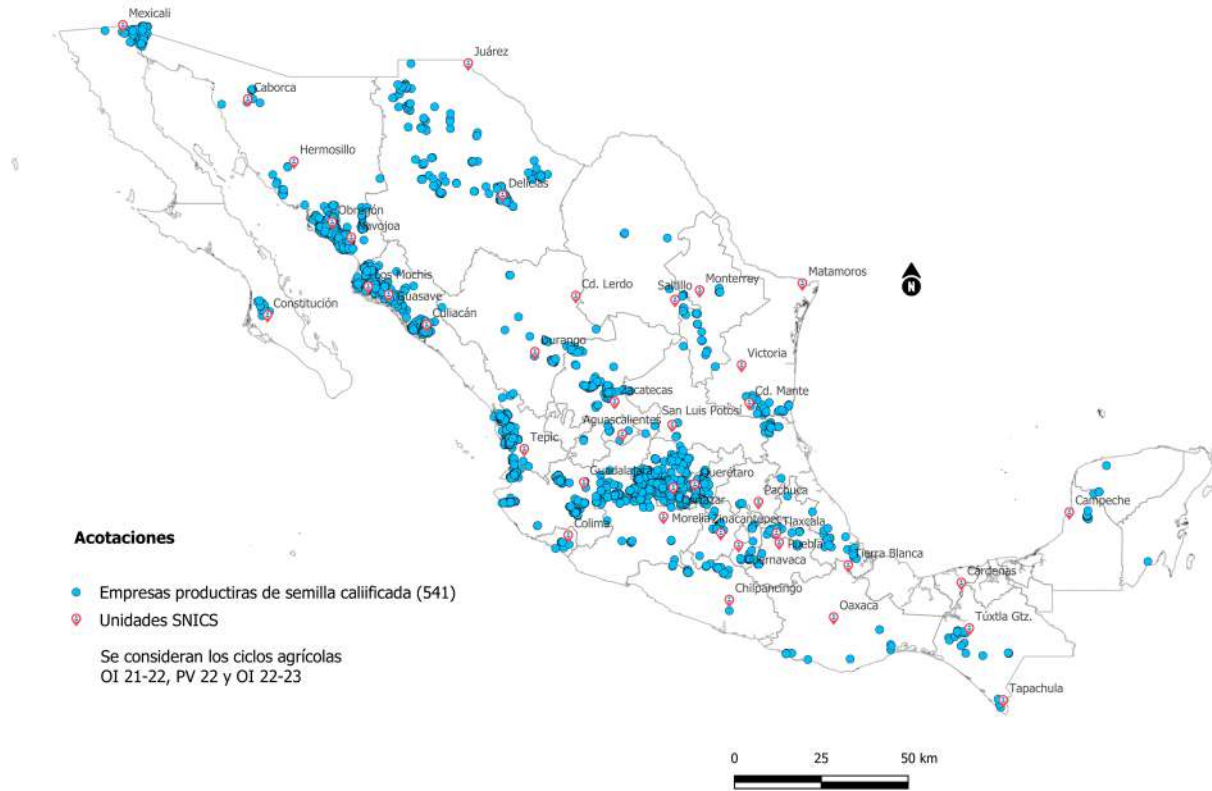 Mexicali
Juárez
Caborca
Hermosillo
Delicias
Obregón
Navojoa
Los Mochis
Guasave
Culiacán
Constitución
Cd. Lerdo
Saltillo
Monterrey
Matamoros
Durango
Victoria
Zacatecas
Cd. Mante
San Luis Potosí
Aguascalientes
Tepic
Guadalajara
Querétaro
Pachuca
Colima
Morelia
Zinacantepec
Tlaxcala
Puebla
Cuernavaca
Tierra Blanca
Campeche
Cárdenas
Chilpancingo
Oaxaca
Túxtla Gtz.
Tapachula
N
Acotaciones
Empresas productiras de semilla caliificada (541)
Unidades SNICS
Se consideran los ciclos agrícolas
OI 21-22, PV 22 y OI 22-23
0 25 50 km